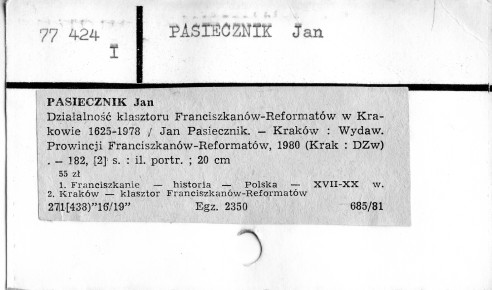 77 424
I
PASIECZNIK Jan
PASIECZNIK Jan
Działalność klasztoru Franciszkanów-Reformatów w Kra-
kowie 1625-1978 / Jan Pasiecznik. — Kraków : Wydaw.
Prowincji Franciszkanów-Reformatów, 1980 (Krak : DZw)
. — 182, [2] s. : il. portr. ; 20 cm
55 zł
1. Franciszkanie — historia — Polska — XVII-XX w.
2. Kraków — klasztor Franciszkanów-Reformatów
271[438)"16/19" Egz. 2350 685/81